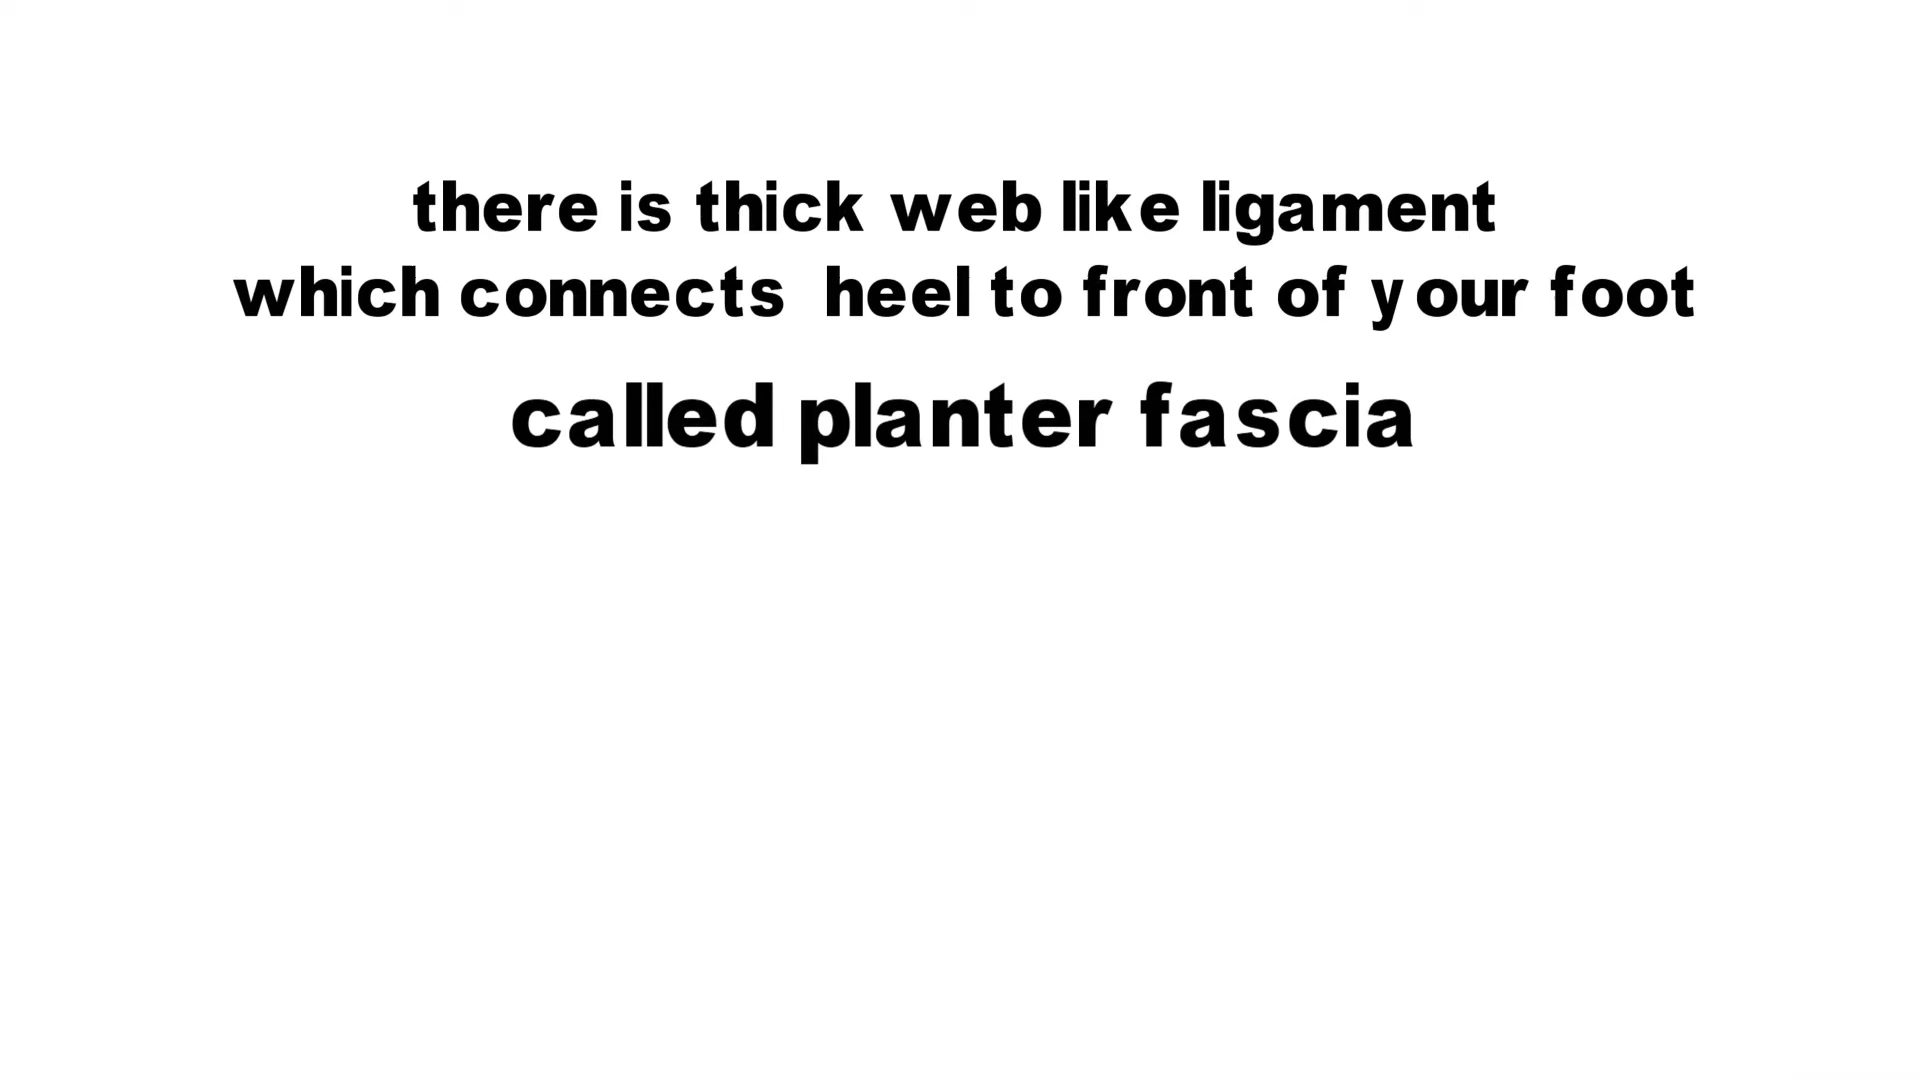 there is thick web like ligament
which connects heel to front of your foot
called planter fascia